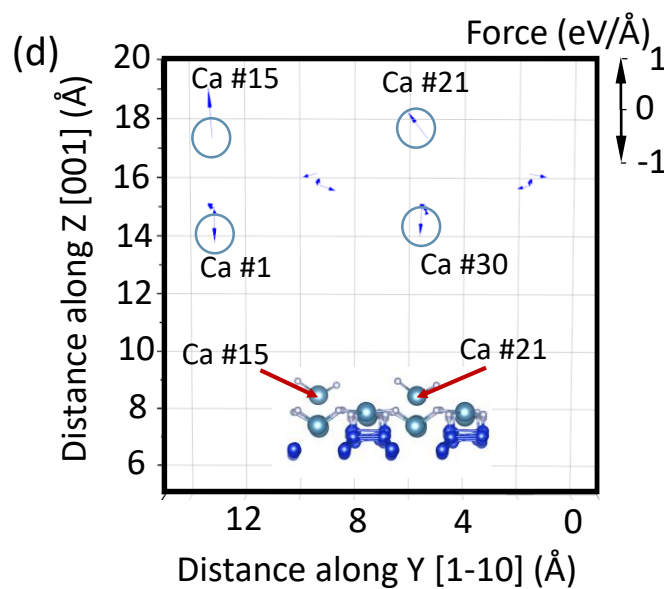 (d)
Force (eV/Å)
1
0
-1
Distance along Z [001] (Å)
20
18
16
14
12
10
8
6
Ca #15
Ca #21
Ca #1
Ca #30
Ca #15
Ca #21
12
8
4
0
Distance along Y [1-10] (Å)